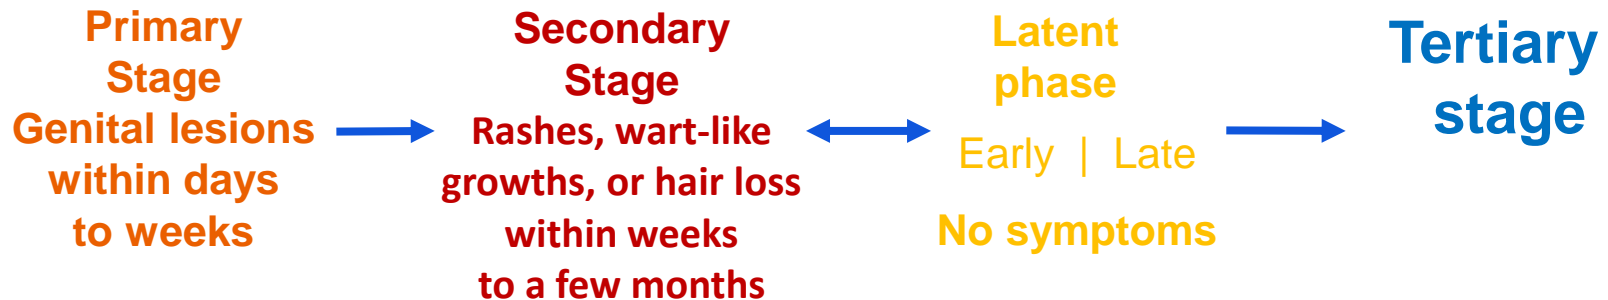 Primary
Stage
Genital lesions
within days
to weeks
Secondary
Stage
Rashes, wart-like
growths, or hair loss
within weeks
to a few months
Latent
phase
Early | Late
No symptoms
Tertiary
stage